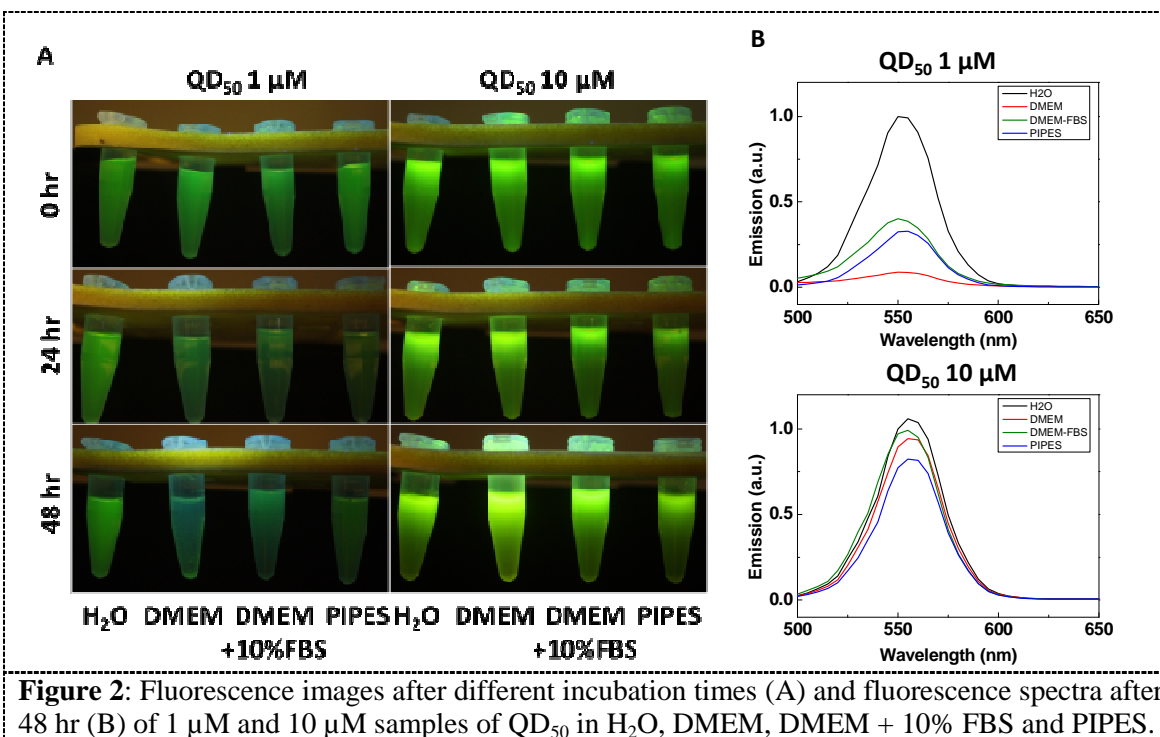 A
QD₅₀ 1 µM
QD₅₀ 10 µM
0 hr
24 hr
48 hr
H₂O DMEM DMEM PIPES H₂O DMEM DMEM PIPES
+10%FBS +10%FBS
B
QD₅₀ 1 µM
H2O
DMEM
DMEM-FBS
PIPES
1.0
0.5
0.0
Emission (a.u.)
500 550 600 650
Wavelength (nm)
QD₅₀ 10 µM
H2O
DMEM
DMEM-FBS
PIPES
1.0
0.5
0.0
Emission (a.u.)
500 550 600 650
Wavelength (nm)
Figure 2: Fluorescence images after different incubation times (A) and fluorescence spectra after
48 hr (B) of 1 µM and 10 µM samples of QD₅₀ in H₂O, DMEM, DMEM + 10% FBS and PIPES.